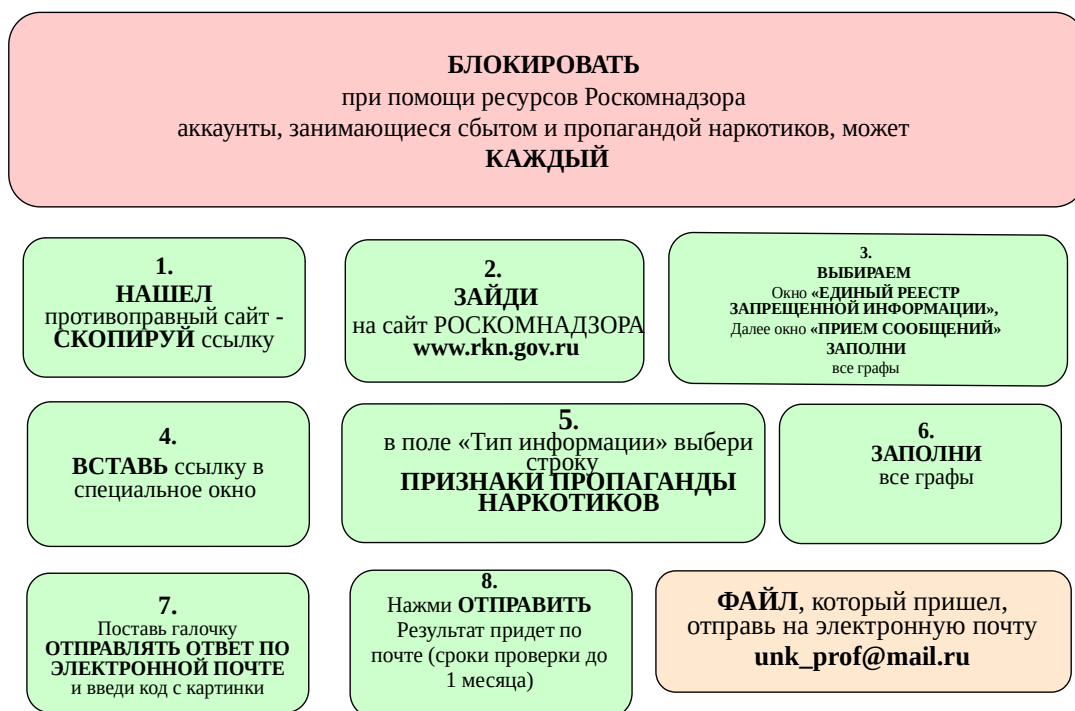 БЛОКИРОВАТЬ
при помощи ресурсов Роскомнадзора
аккаунты, занимающиеся сбытом и пропагандой наркотиков, может
КАЖДЫЙ
1.
НАШЕЛ
противоправный сайт -
СКОПИРУЙ ссылку
2.
ЗАЙДИ
на сайт РОСКОМНАДЗОРА
www.rkn.gov.ru
3.
ВЫБИРАЕМ
Окно «ЕДИНЫЙ РЕЕСТР
ЗАПРЕЩЕННОЙ ИНФОРМАЦИИ»,
Далее окно «ПРИЕМ СООБЩЕНИЙ»
ЗАПОЛНИ
все графы
4.
ВСТАВЬ ссылку в
специальное окно
5.
в поле «Тип информации» выбери
строку
ПРИЗНАКИ ПРОПАГАНДЫ
НАРКОТИКОВ
6.
ЗАПОЛНИ
все графы
7.
Поставь галочку
ОТПРАВЛЯТЬ ОТВЕТ ПО
ЭЛЕКТРОННОЙ ПОЧТЕ
и введи код с картинки
8.
Нажми ОТПРАВИТЬ
Результат придет по
почте (сроки проверки до
1 месяца)
ФАЙЛ, который пришел,
отправь на электронную почту
unk_prof@mail.ru